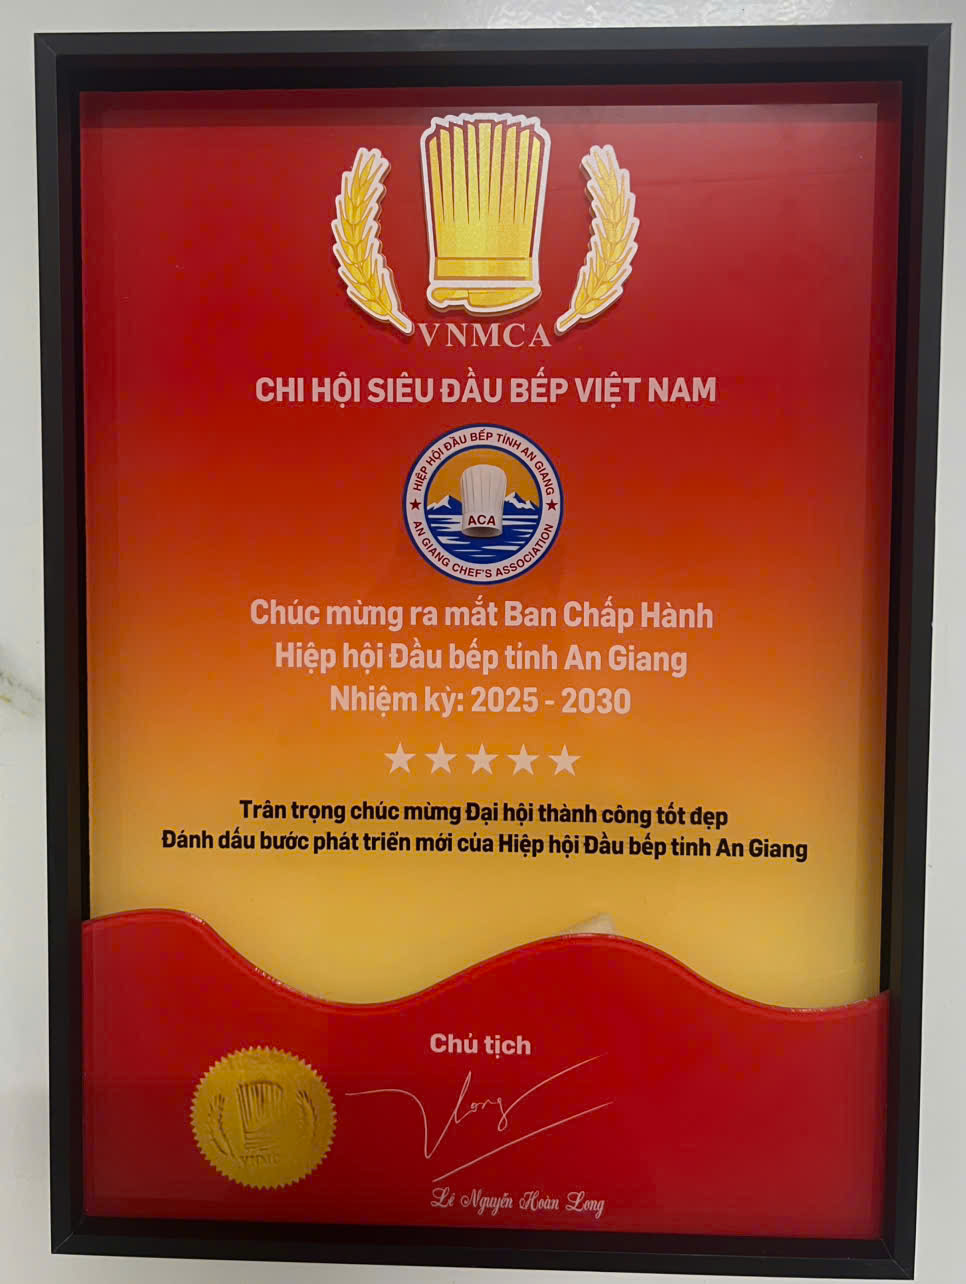 VNMCA
CHI HỘI SIÊU ĐẦU BẾP VIỆT NAM
HIỆP HỘI ĐẦU BẾP TỈNH AN GIANG
ACA
AN GIANG CHEF'S ASSOCIATION
Chúc mừng ra mắt Ban Chấp Hành
Hiệp hội Đầu bếp tỉnh An Giang
Nhiệm kỳ: 2025 - 2030
Trân trọng chúc mừng Đại hội thành công tốt đẹp
Đánh dấu bước phát triển mới của Hiệp hội Đầu bếp tỉnh An Giang
Chủ tịch
Long
Lê Nguyễn Hoàn Long